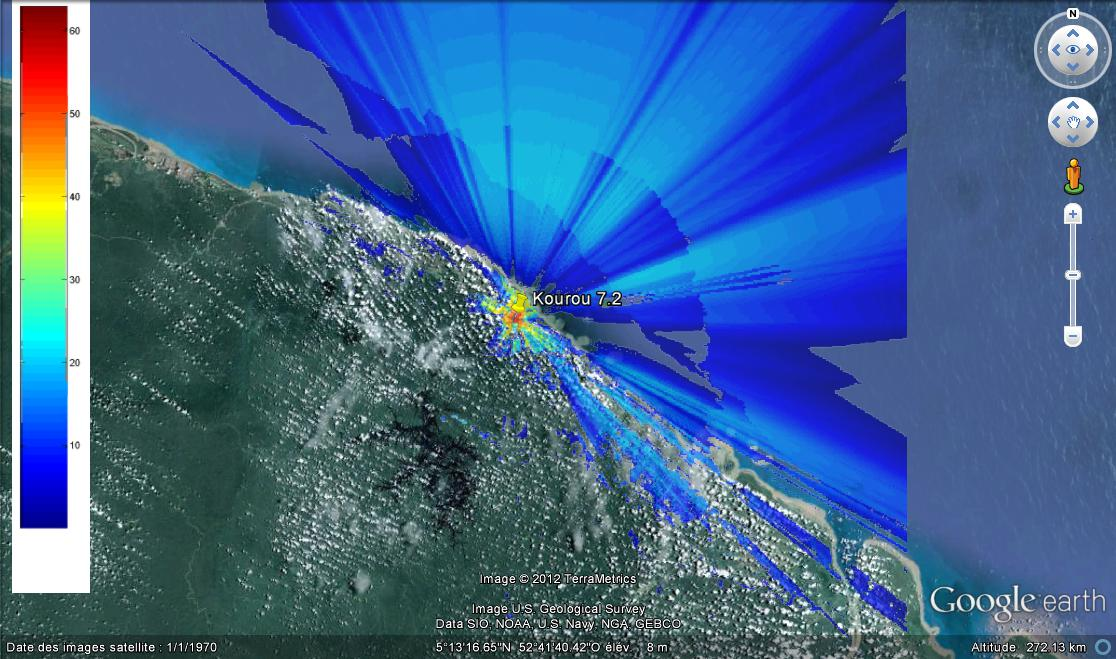 60
N
50
40
30
Kourou 7.2
20
10
Image © 2012 TerraMetrics
Image U.S. Geological Survey
Data SIO, NOAA, U.S. Navy, NGA, GEBCO
Google earth
Date des images satellite : 1/1/1970 5°13'16.65"N 52°41'40.42"O élév. 8 m Altitude 272.13 km